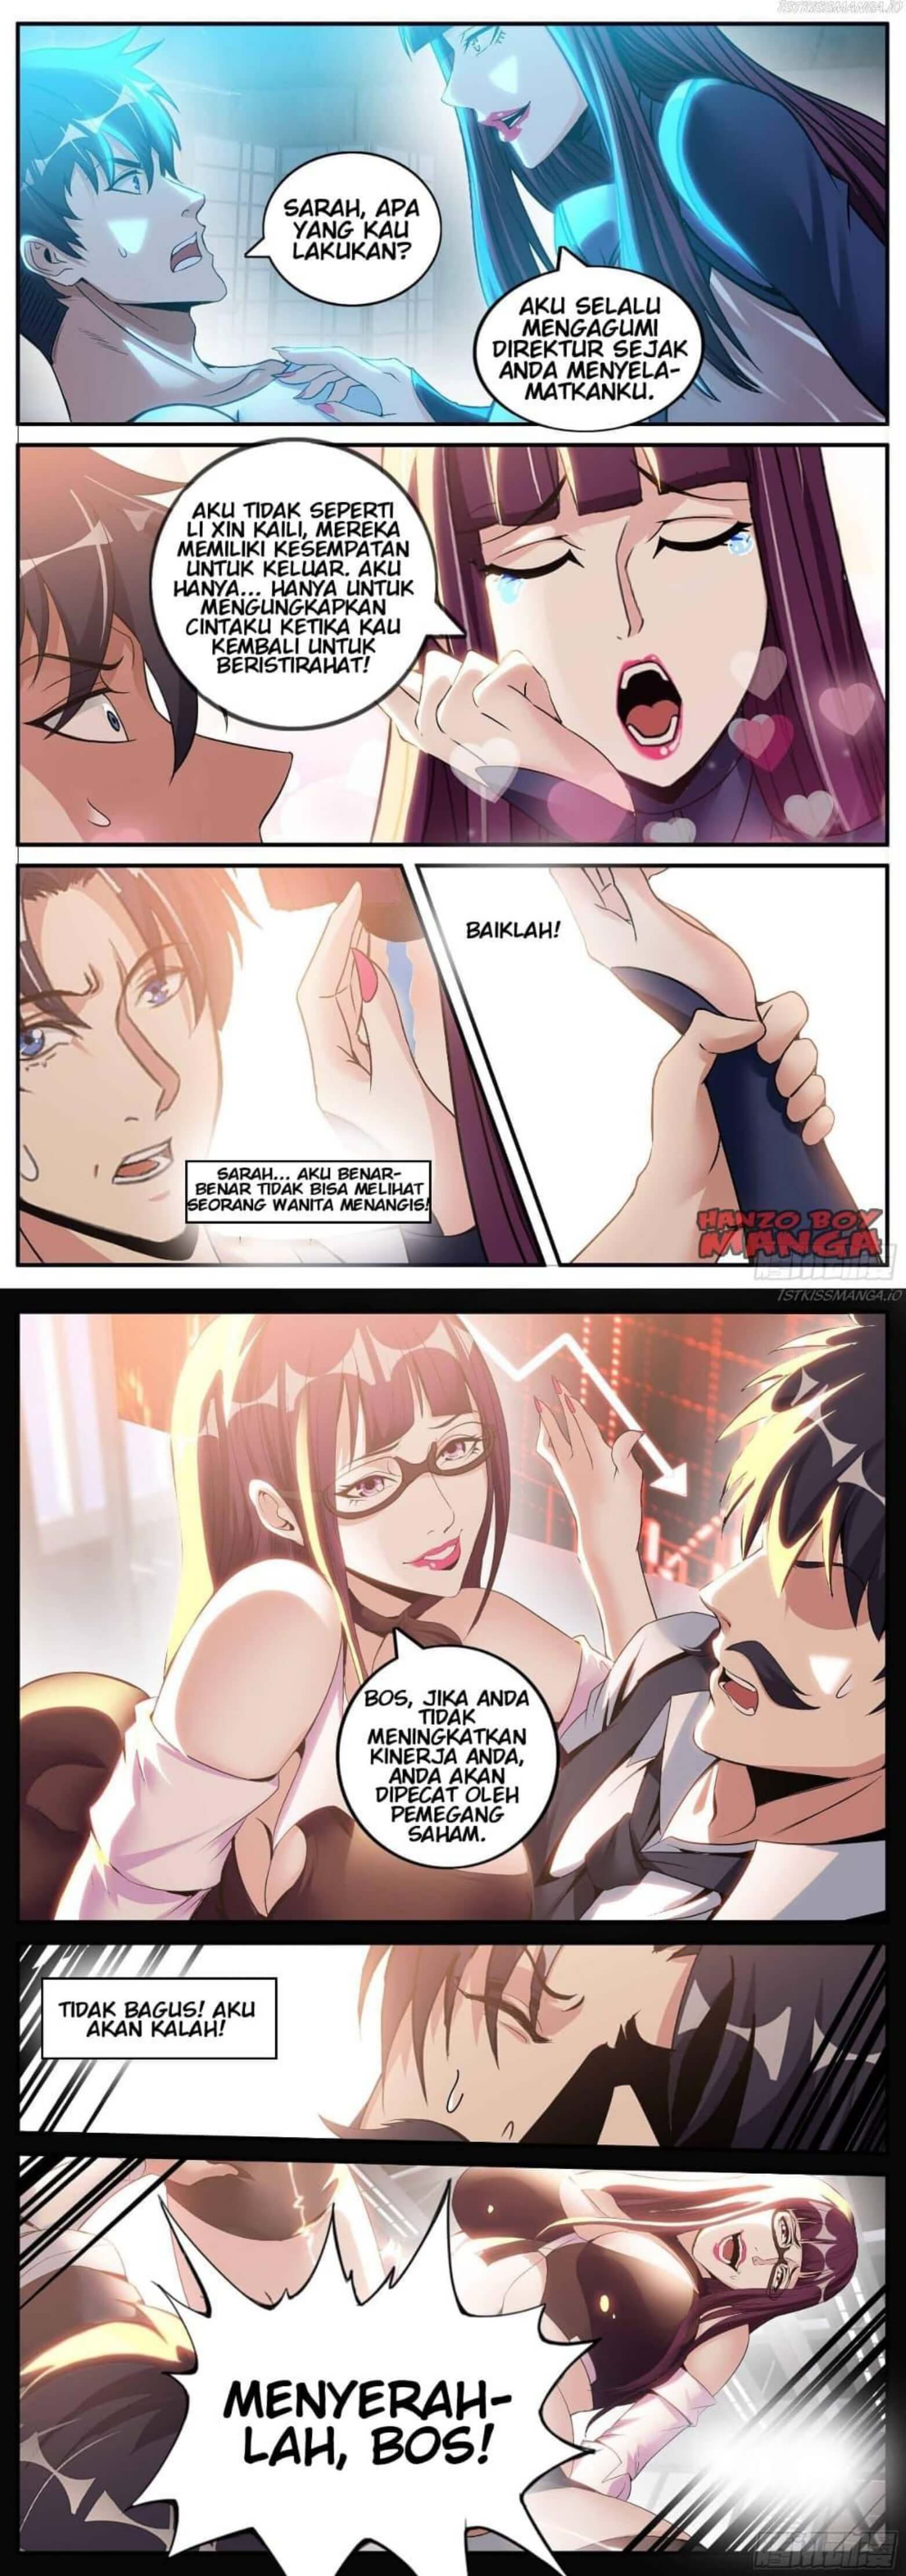 1STKISSMANGA.IO
SARAH, APA
YANG KAU
LAKUKAN?
AKU SELALU
MENGAGUMI
DIREKTUR SEJAK
ANDA MENYELA-
MATKANKU.
AKU TIDAK SEPERTI
LI XIN KAILI, MEREKA
MEMILIKI KESEMPATAN
UNTUK KELUAR. AKU
HANYA... HANYA UNTUK
MENGUNGKAPKAN
CINTAKU KETIKA KAU
KEMBALI UNTUK
BERISTIRAHAT!
SARAH... AKU BENAR-
BENAR TIDAK BISA MELIHAT
SEORANG WANITA MENANGIS!
BAIKLAH!
HANZO BOY
MANGA
1STKISSMANGA.IO
BOS, JIKA ANDA
TIDAK
MENINGKATKAN
KINERJA ANDA,
ANDA AKAN
DIPECAT OLEH
PEMEGANG
SAHAM.
TIDAK BAGUS! AKU
AKAN KALAH!
MENYERAH-
LAH, BOS!